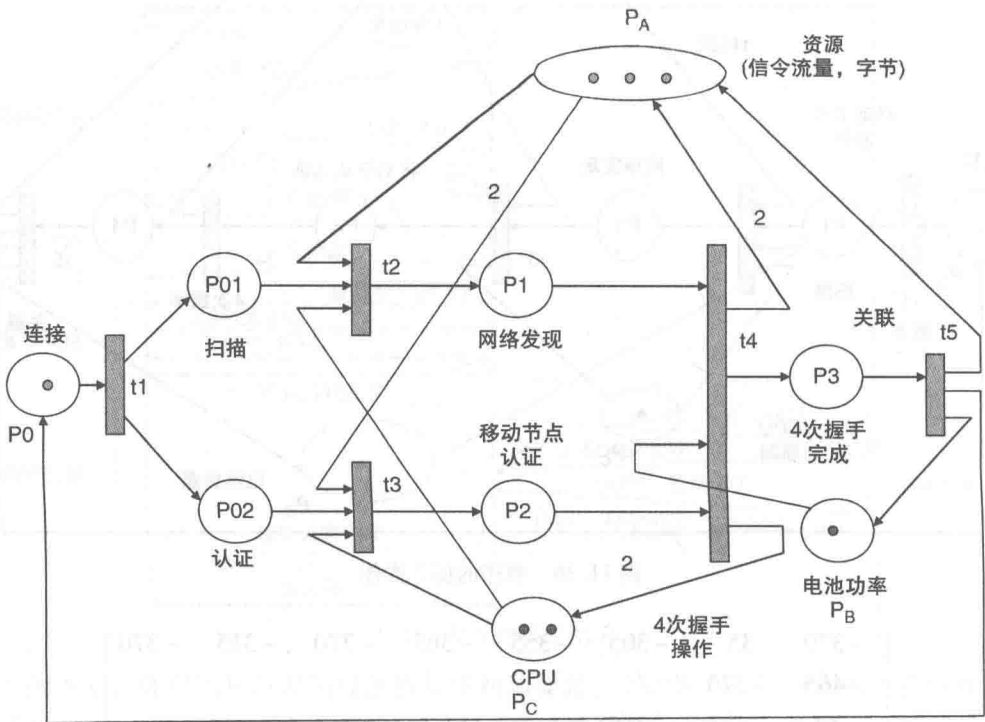 PA
资源
(信令流量，字节)
2
2
P01
扫描
t2
P1
网络发现
t4
关联
t5
连接
P0
t1
P3
4次握手
完成
移动节点
认证
t3
P02
认证
P2
2
电池功率
PB
4次握手
操作
CPU
PC